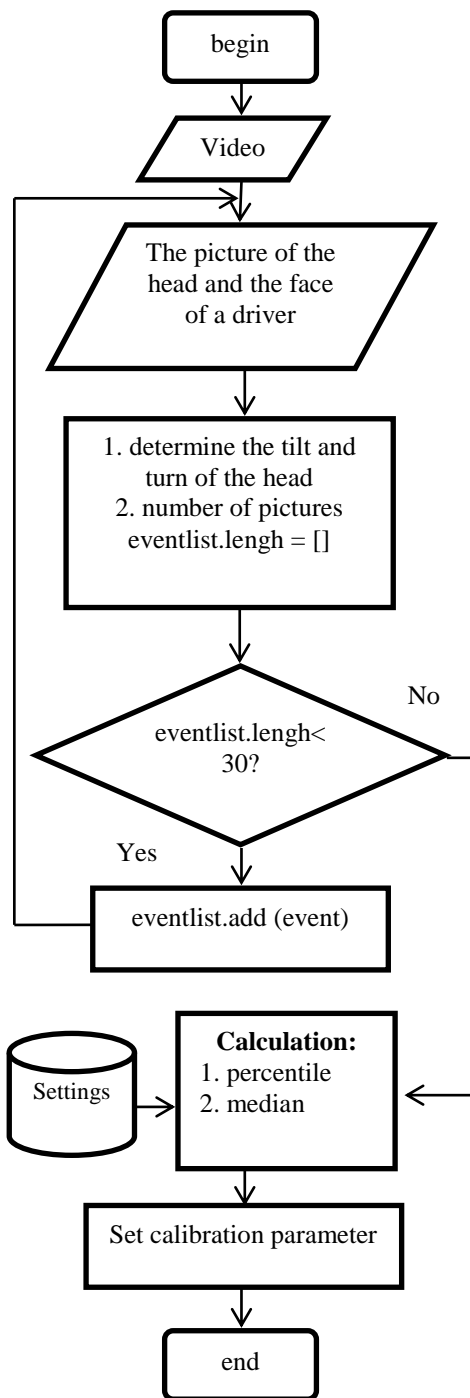 begin
Video
The picture of the
head and the face
of a driver
1. determine the tilt and
turn of the head
2. number of pictures
eventlist.lengh = []
No
eventlist.lengh<
30?
Yes
eventlist.add (event)
Settings
Calculation:
1. percentile
2. median
Set calibration parameter
end